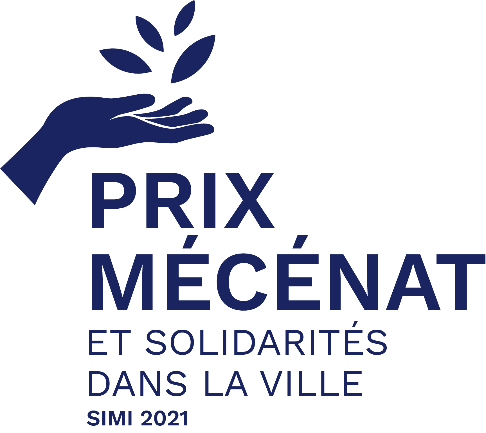 PRIX
MÉCÉNAT
ET SOLIDARITÉS
DANS LA VILLE
SIMI 2021